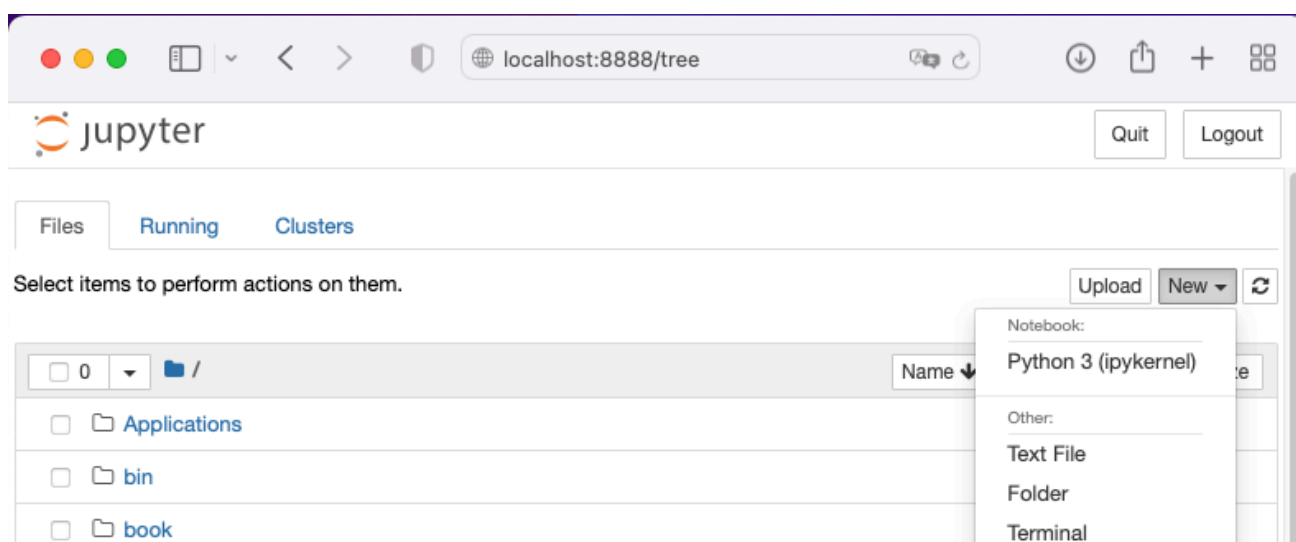 localhost:8888/tree
jupyter
Quit Logout
Files Running Clusters
Select items to perform actions on them.
Upload New
Notebook:
0 / Name
Python 3 (ipykernel)
Applications
Other:
Text File
bin
Folder
book
Terminal